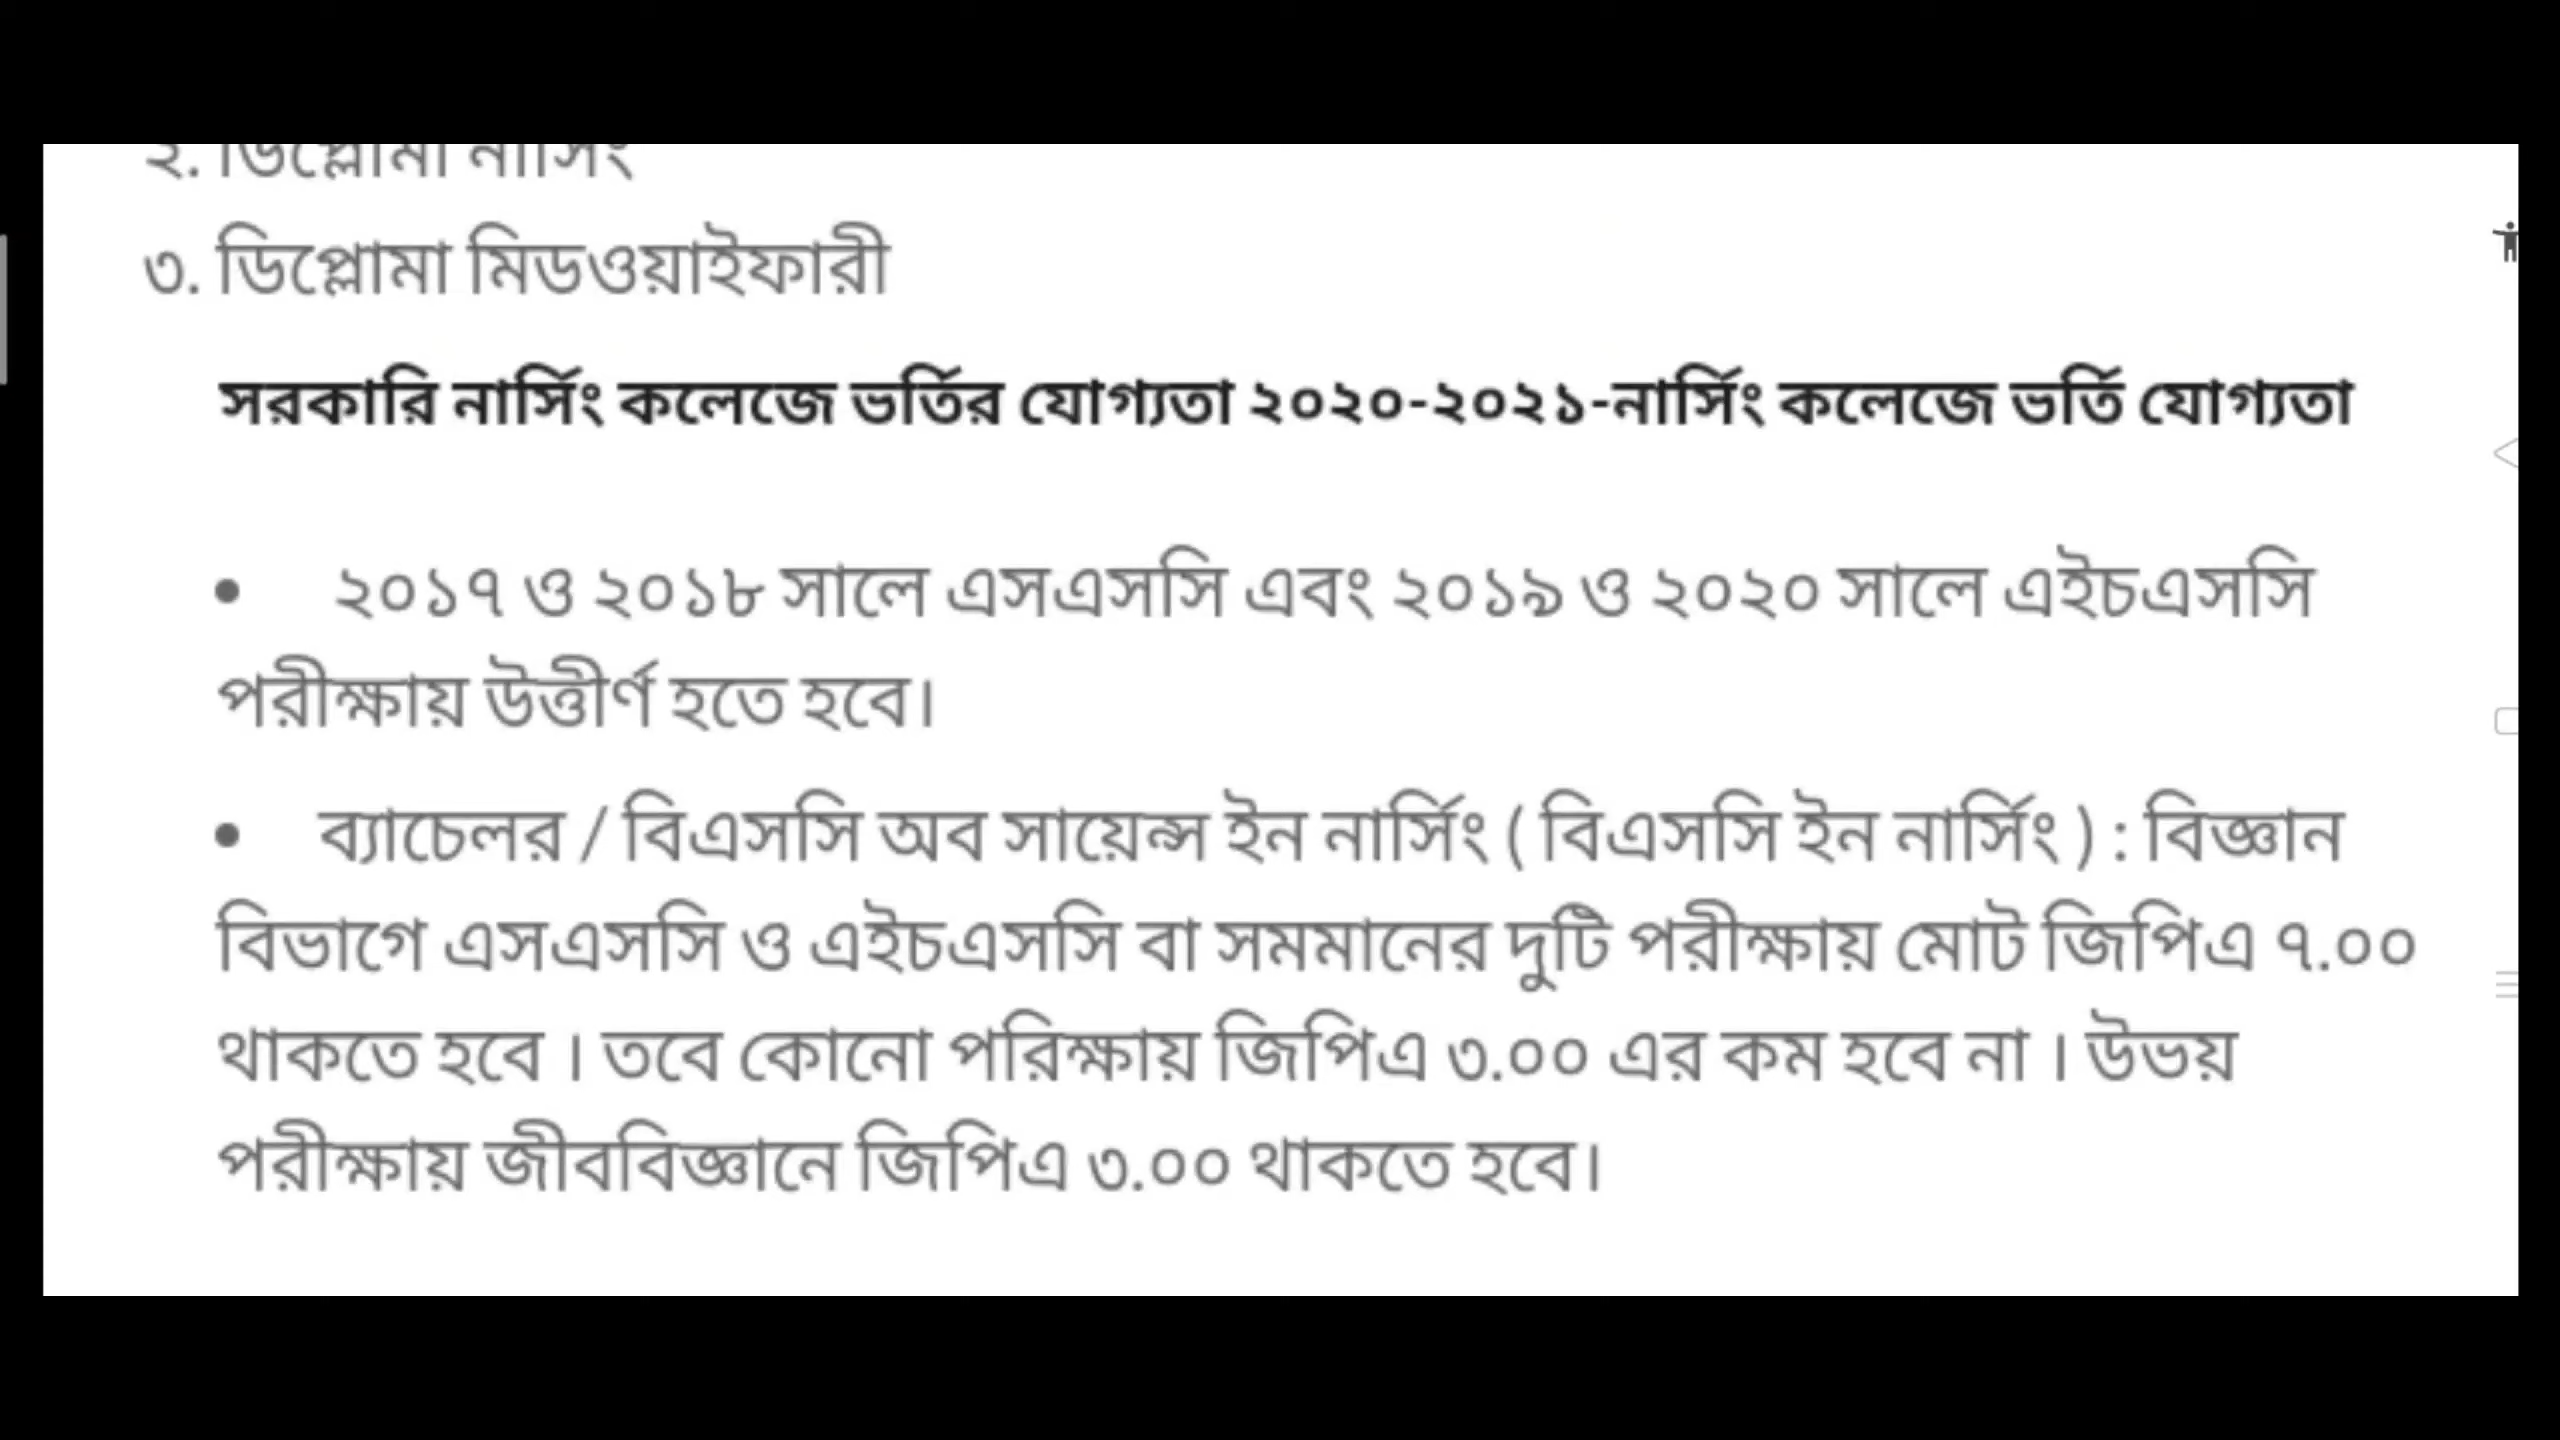 ২. ডিপ্লোমা নার্সিং
৩. ডিপ্লোমা মিডওয়াইফারী
সরকারি নার্সিং কলেজে ভর্তির যোগ্যতা ২০২০-২০২১-নার্সিং কলেজে ভর্তি যোগ্যতা
• ২০১৭ ও ২০১৮ সালে এসএসসি এবং ২০১৯ ও ২০২০ সালে এইচএসসি
পরীক্ষায় উত্তীর্ণ হতে হবে।
• ব্যাচেলর / বিএসসি অব সায়েন্স ইন নার্সিং ( বিএসসি ইন নার্সিং ) : বিজ্ঞান
বিভাগে এসএসসি ও এইচএসসি বা সমমানের দুটি পরীক্ষায় মোট জিপিএ ৭.০০
থাকতে হবে । তবে কোনো পরিক্ষায় জিপিএ ৩.০০ এর কম হবে না । উভয়
পরীক্ষায় জীববিজ্ঞানে জিপিএ ৩.০০ থাকতে হবে।